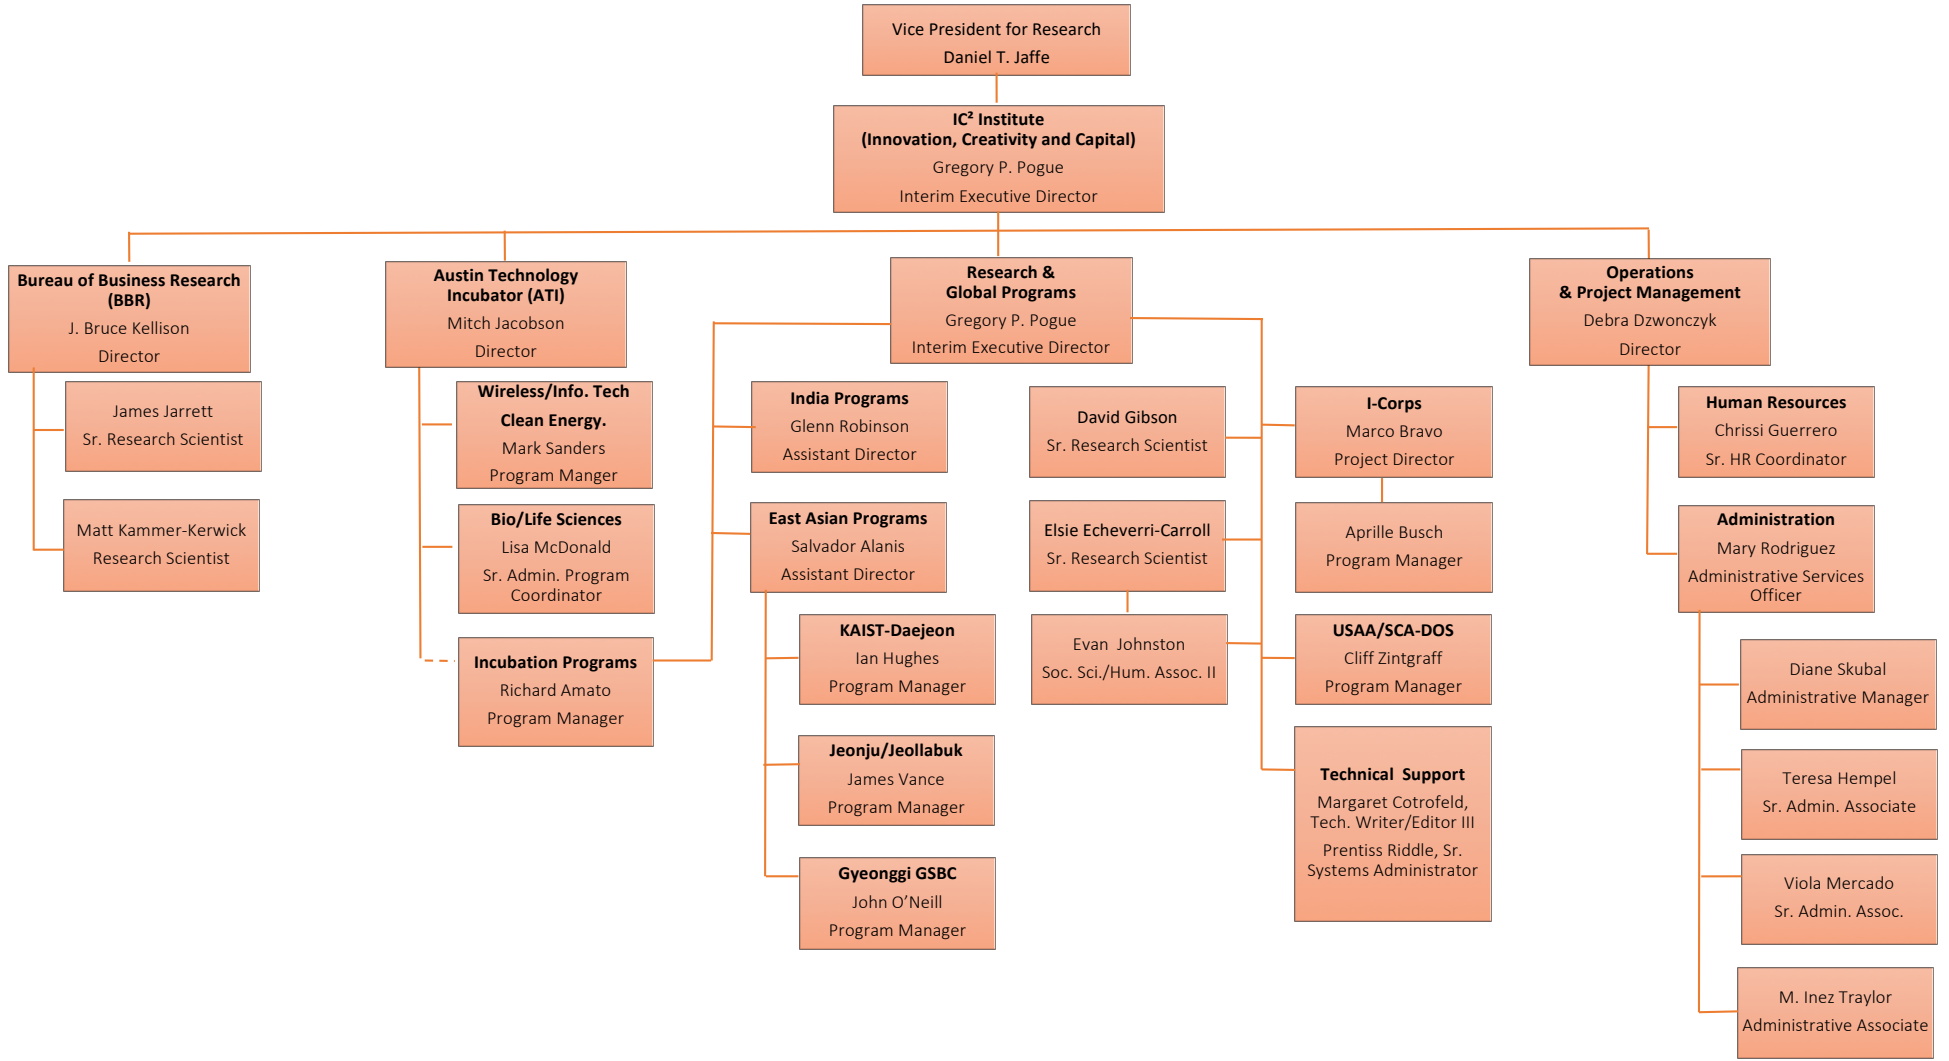 Vice President for Research
Daniel T. Jaffe
IC² Institute
(Innovation, Creativity and Capital)
Gregory P. Pogue
Interim Executive Director
Bureau of Business Research
(BBR)
J. Bruce Kellison
Director
James Jarrett
Sr. Research Scientist
Matt Kammer-Kerwick
Research Scientist
Austin Technology
Incubator (ATI)
Mitch Jacobson
Director
Wireless/Info. Tech
Clean Energy.
Mark Sanders
Program Manger
Bio/Life Sciences
Lisa McDonald
Sr. Admin. Program
Coordinator
Incubation Programs
Richard Amato
Program Manager
Research &
Global Programs
Gregory P. Pogue
Interim Executive Director
India Programs
Glenn Robinson
Assistant Director
East Asian Programs
Salvador Alanis
Assistant Director
KAIST-Daejeon
Ian Hughes
Program Manager
Jeonju/Jeollabuk
James Vance
Program Manager
Gyeonggi GSBC
John O’Neill
Program Manager
David Gibson
Sr. Research Scientist
Elsie Echeverri-Carroll
Sr. Research Scientist
Evan  Johnston
Soc. Sci./Hum. Assoc. II
I-Corps
Marco Bravo
Project Director
Aprille Busch
Program Manager
USAA/SCA-DOS
Cliff Zintgraff
Program Manager
Technical  Support
Margaret Cotrofeld,
Tech. Writer/Editor III
Prentiss Riddle, Sr.
Systems Administrator
Operations
& Project Management
Debra Dzwonczyk
Director
Human Resources
Chrissi Guerrero
Sr. HR Coordinator
Administration
Mary Rodriguez
Administrative Services
Officer
Diane Skubal
Administrative Manager
Teresa Hempel
Sr. Admin. Associate
Viola Mercado
Sr. Admin. Assoc.
M. Inez Traylor
Administrative Associate